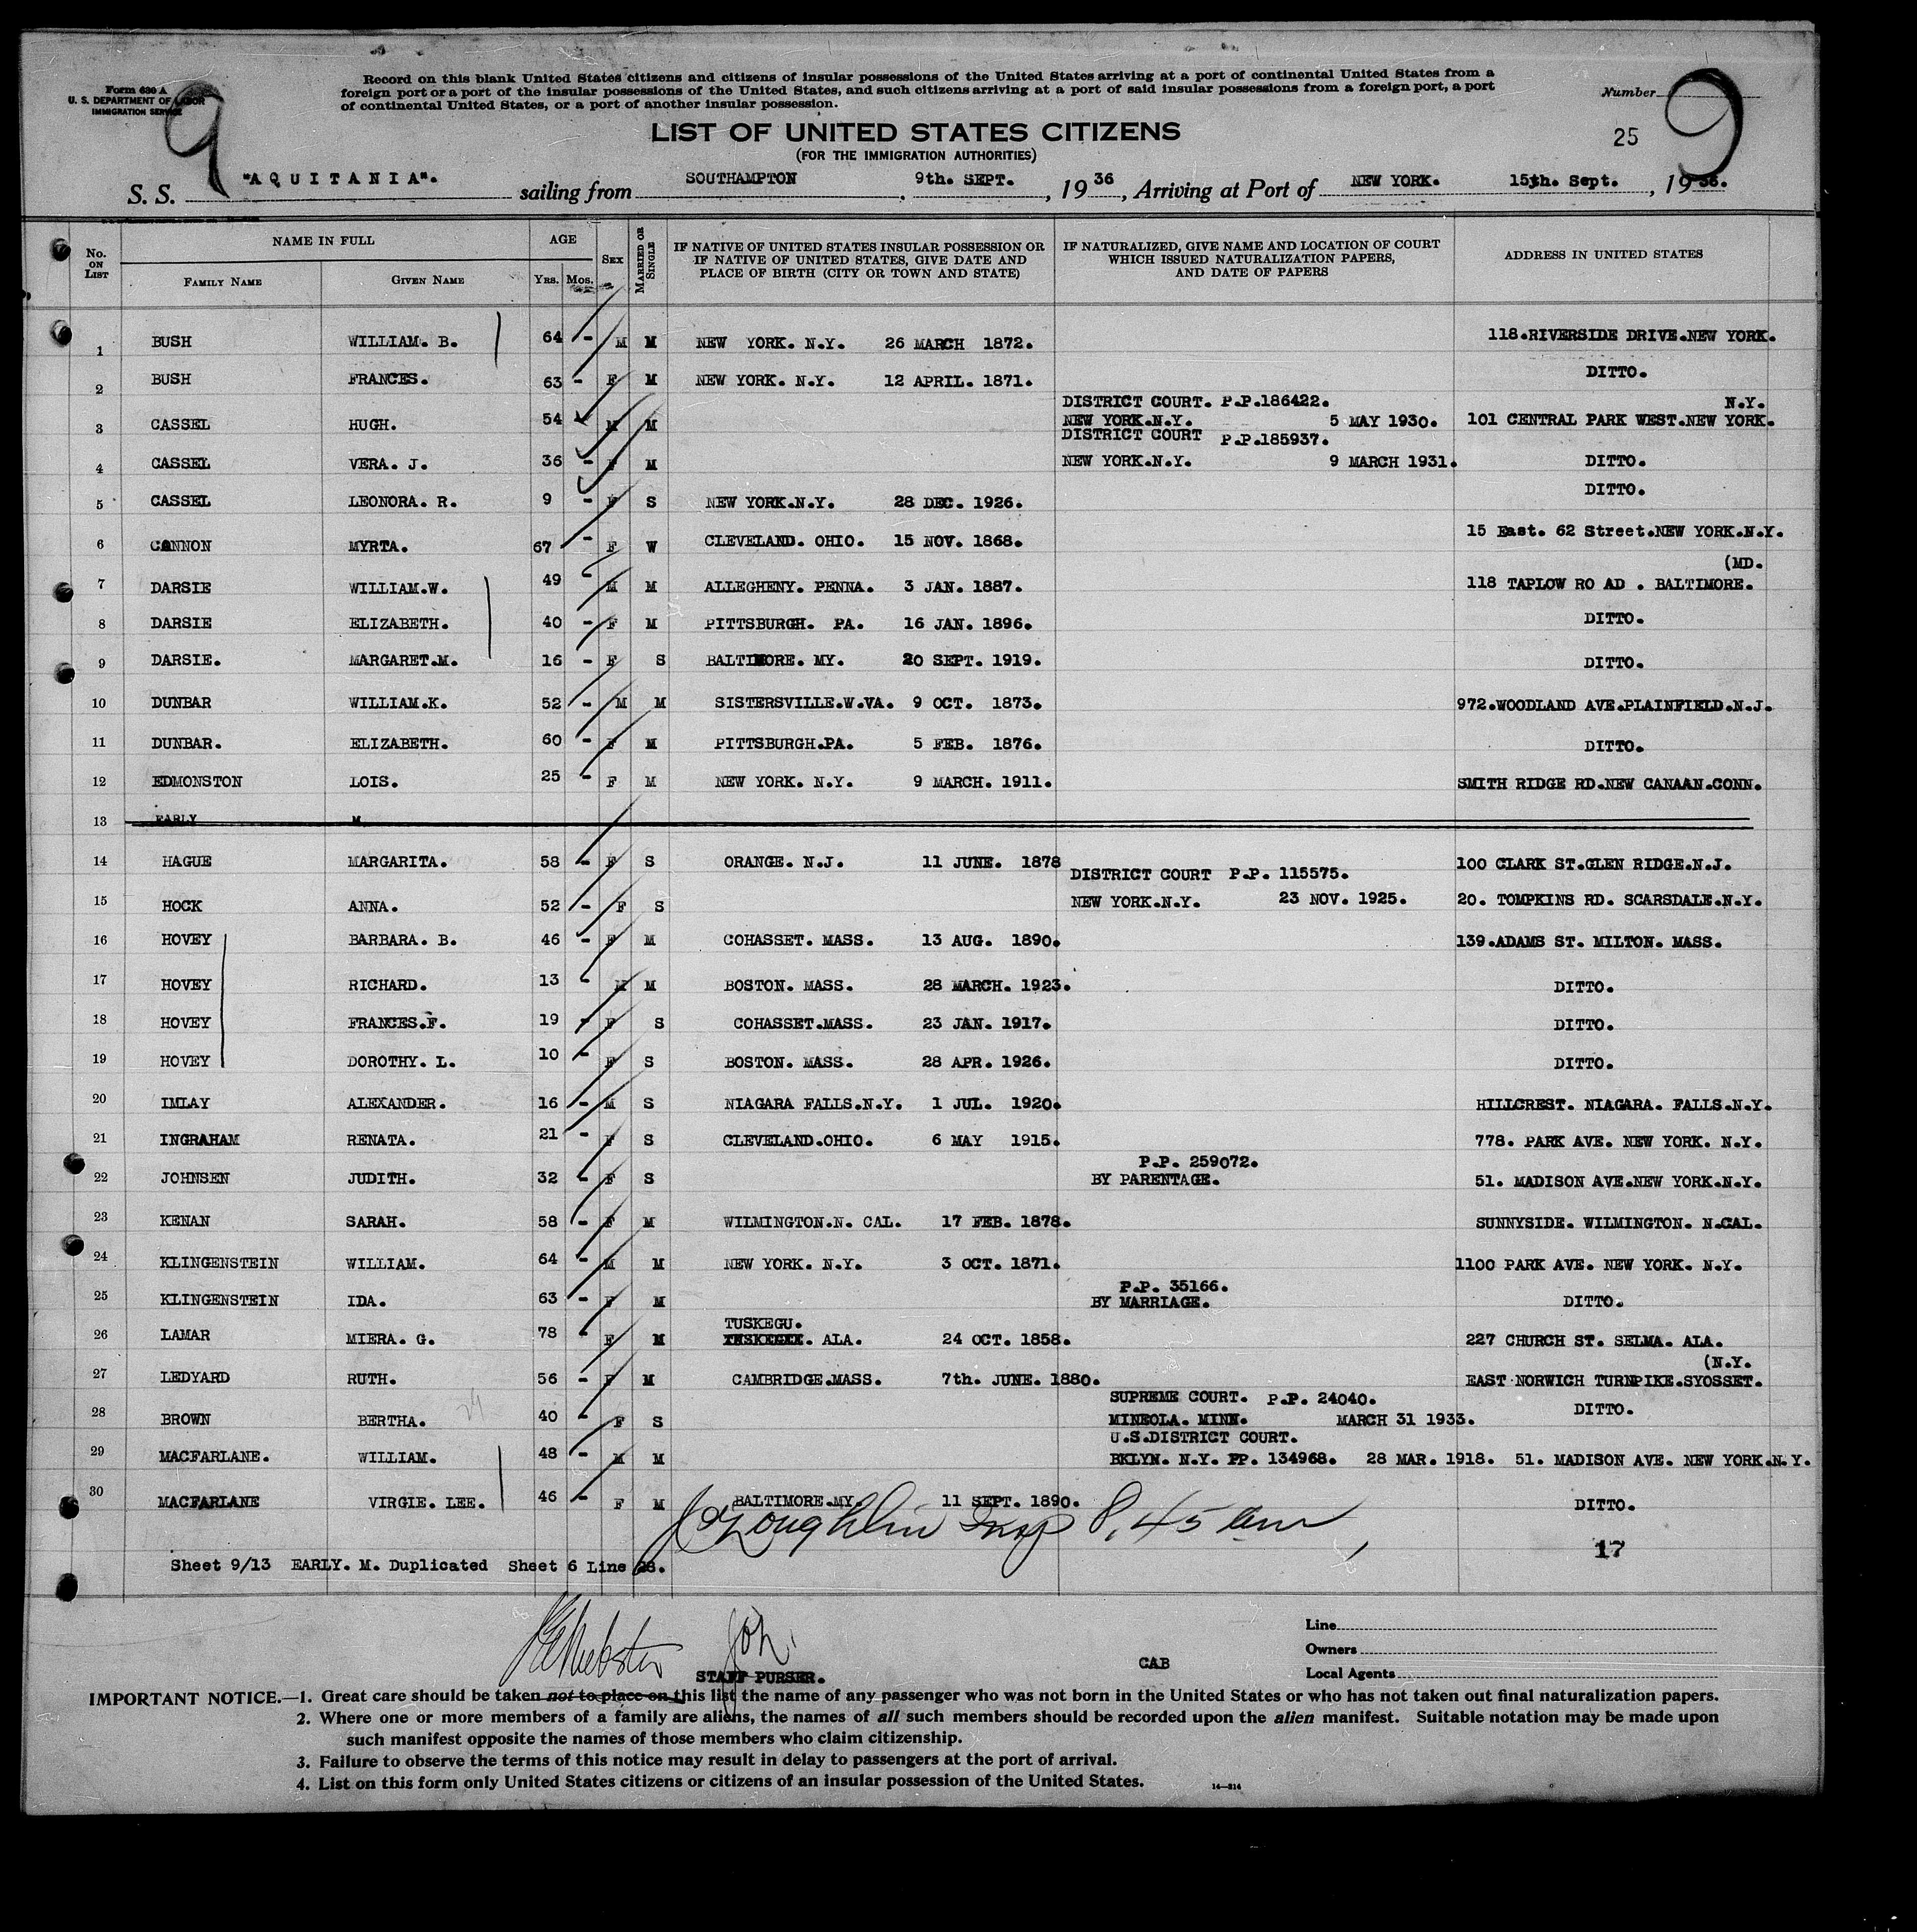 Form 630 A
U. S. DEPARTMENT OF LABOR
IMMIGRATION SERVICE
Record on this blank United States citizens and citizens of insular possessions of the United States arriving at a port of continental United States from a
foreign port or a port of the insular possessions of the United States, and such citizens arriving at a port of said insular possessions from a foreign port, a port
of continental United States, or a port of another insular possession.
Number
9
9
25
LIST OF UNITED STATES CITIZENS
(FOR THE IMMIGRATION AUTHORITIES)
S. S. "AQUITANIA". sailing from SOUTHAMPTON, 9th. SEPT., 1936, Arriving at Port of NEW YORK. 15th. Sept., 1936.
No. ON LIST
NAME IN FULL
FAMILY NAME
GIVEN NAME
AGE
YRS. MOS.
SEX
MARRIED OR SINGLE
IF NATIVE OF UNITED STATES INSULAR POSSESSION OR
IF NATIVE OF UNITED STATES, GIVE DATE AND
PLACE OF BIRTH (CITY OR TOWN AND STATE)
IF NATURALIZED, GIVE NAME AND LOCATION OF COURT
WHICH ISSUED NATURALIZATION PAPERS,
AND DATE OF PAPERS
ADDRESS IN UNITED STATES
1 BUSH WILLIAM. B. 64 - M M NEW YORK. N.Y. 26 MARCH 1872. 118.RIVERSIDE DRIVE.NEW YORK.
2 BUSH FRANCES. 63 - F M NEW YORK. N.Y. 12 APRIL. 1871. DITTO.
DISTRICT COURT. P.P.186422. N.Y.
3 CASSEL HUGH. 54 M M NEW YORK.N.Y. 5 MAY 1930. 101 CENTRAL PARK WEST.NEW YORK.
DISTRICT COURT P.P.185937.
4 CASSEL VERA. J. 36 - F M NEW YORK.N.Y. 9 MARCH 1931. DITTO.
5 CASSEL LEONORA. R. 9 - F S NEW YORK.N.Y. 28 DEC. 1926. DITTO.
6 CANNON MYRTA. 67 - F W CLEVELAND. OHIO. 15 NOV. 1868. 15 East. 62 Street.NEW YORK.N.Y.
(MD.
7 DARSIE WILLIAM.W. 49 - M M ALLEGHENY. PENNA. 3 JAN. 1887. 118 TAPLOW RO AD . BALTIMORE.
8 DARSIE ELIZABETH. 40 - F M PITTSBURGH. PA. 16 JAN. 1896. DITTO.
9 DARSIE. MARGARET.M. 16 - F S BALTIMORE. MY. 20 SEPT. 1919. DITTO.
10 DUNBAR WILLIAM.K. 52 - M M SISTERSVILLE.W.VA. 9 OCT. 1873. 972.WOODLAND AVE.PLAINFIELD.N.J.
11 DUNBAR. ELIZABETH. 60 - F M PITTSBURGH.PA. 5 FEB. 1876. DITTO.
12 EDMONSTON LOIS. 25 - F M NEW YORK. N.Y. 9 MARCH. 1911. SMITH RIDGE RD.NEW CANAAN.CONN.
13 EARLY M
14 HAGUE MARGARITA. 58 - F S ORANGE. N.J. 11 JUNE. 1878 100 CLARK ST.GLEN RIDGE.N.J.
DISTRICT COURT P.P. 115575.
15 HOCK ANNA. 52 - F S NEW YORK.N.Y. 23 NOV. 1925. 20. TOMPKINS RD. SCARSDALE.N.Y.
16 HOVEY BARBARA. B. 46 - F M COHASSET. MASS. 13 AUG. 1890. 139.ADAMS ST. MILTON. MASS.
17 HOVEY RICHARD. 13 - M M BOSTON. MASS. 28 MARCH. 1923. DITTO.
18 HOVEY FRANCES.F. 19 - F S COHASSET.MASS. 23 JAN. 1917. DITTO.
19 HOVEY DOROTHY. L. 10 - F S BOSTON. MASS. 28 APR. 1926. DITTO.
20 IMLAY ALEXANDER. 16 - M S NIAGARA FALLS.N.Y. 1 JUL. 1920. HILLCREST. NIAGARA. FALLS.N.Y.
21 INGRAHAM RENATA. 21 - F S CLEVELAND.OHIO. 6 MAY 1915. 778. PARK AVE. NEW YORK. N.Y.
P.P. 259072.
22 JOHNSEN JUDITH. 32 - F S BY PARENTAGE. 51. MADISON AVE.NEW YORK.N.Y.
23 KENAN SARAH. 58 - F M WILMINGTON.N. CAL. 17 FEB. 1878. SUNNYSIDE. WILMINGTON. N.CAL.
24 KLINGENSTEIN WILLIAM. 64 - M M NEW YORK. N.Y. 3 OCT. 1871. 1100 PARK AVE. NEW YORK. N.Y.
P.P. 35166.
25 KLINGENSTEIN IDA. 63 - F M BY MARRIAGE. DITTO.
TUSKEGU.
26 LAMAR MIERA. G. 78 - F M TUSKEGEE. ALA. 24 OCT. 1858. 227 CHURCH ST. SELMA. ALA.
(N.Y.
27 LEDYARD RUTH. 56 - F M CAMBRIDGE.MASS. 7th. JUNE. 1880. EAST NORWICH TURNPIKE.SYOSSET.
SUPREME COURT. P.P. 24040.
28 BROWN BERTHA. 40 - F S MINEOLA. MINN. MARCH 31 1933. DITTO.
U.S.DISTRICT COURT.
29 MACFARLANE. WILLIAM. 48 - M M BKLYN. N.Y. PP. 134968. 28 MAR. 1918. 51. MADISON AVE. NEW YORK.N.Y.
30 MACFARLANE VIRGIE. LEE. 46 - F M BALTIMORE.MY. 11 SEPT. 1890. DITTO.
Loughlin Insp 8,45 am
17
Sheet 9/13 EARLY. M. Duplicated Sheet 6 Line 28.
Webster
STAFF PURSER.
CAB
Line
Owners
Local Agents
IMPORTANT NOTICE.—1. Great care should be taken not to place on this list the name of any passenger who was not born in the United States or who has not taken out final naturalization papers.
2. Where one or more members of a family are aliens, the names of all such members should be recorded upon the alien manifest. Suitable notation may be made upon
such manifest opposite the names of those members who claim citizenship.
3. Failure to observe the terms of this notice may result in delay to passengers at the port of arrival.
4. List on this form only United States citizens or citizens of an insular possession of the United States.
14—814